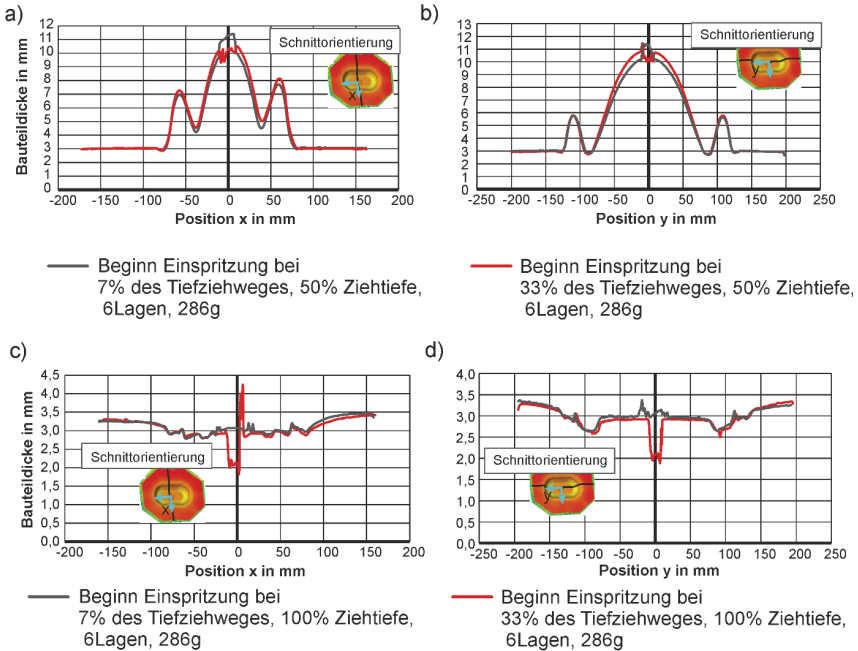 a)
Bauteildicke in mm
12
11
10
9
8
7
6
5
4
3
2
1
0
-200 -150 -100 -50 0 50 100 150 200
Position x in mm
Schnittorientierung
x
b)
13
12
11
10
9
8
7
6
5
4
3
2
1
0
-250 -200 -150 -100 -50 0 50 100 150 200 250
Position y in mm
Schnittorientierung
y
Beginn Einspritzung bei
7% des Tiefziehweges, 50% Ziehtiefe,
6Lagen, 286g
Beginn Einspritzung bei
33% des Tiefziehweges, 50% Ziehtiefe,
6Lagen, 286g
c)
Bauteildicke in mm
4,5
4,0
3,5
3,0
2,5
2,0
1,5
1,0
0,5
0,0
-200 -150 -100 -50 0 50 100 150 200
Position x in mm
Schnittorientierung
x
d)
4,0
3,5
3,0
2,5
2,0
1,5
1,0
0,5
0,0
-250 -200 -150 -100 -50 0 50 100 150 200 250
Position y in mm
Schnittorientierung
y
Beginn Einspritzung bei
7% des Tiefziehweges, 100% Ziehtiefe,
6Lagen, 286g
Beginn Einspritzung bei
33% des Tiefziehweges, 100% Ziehtiefe,
6Lagen, 286g